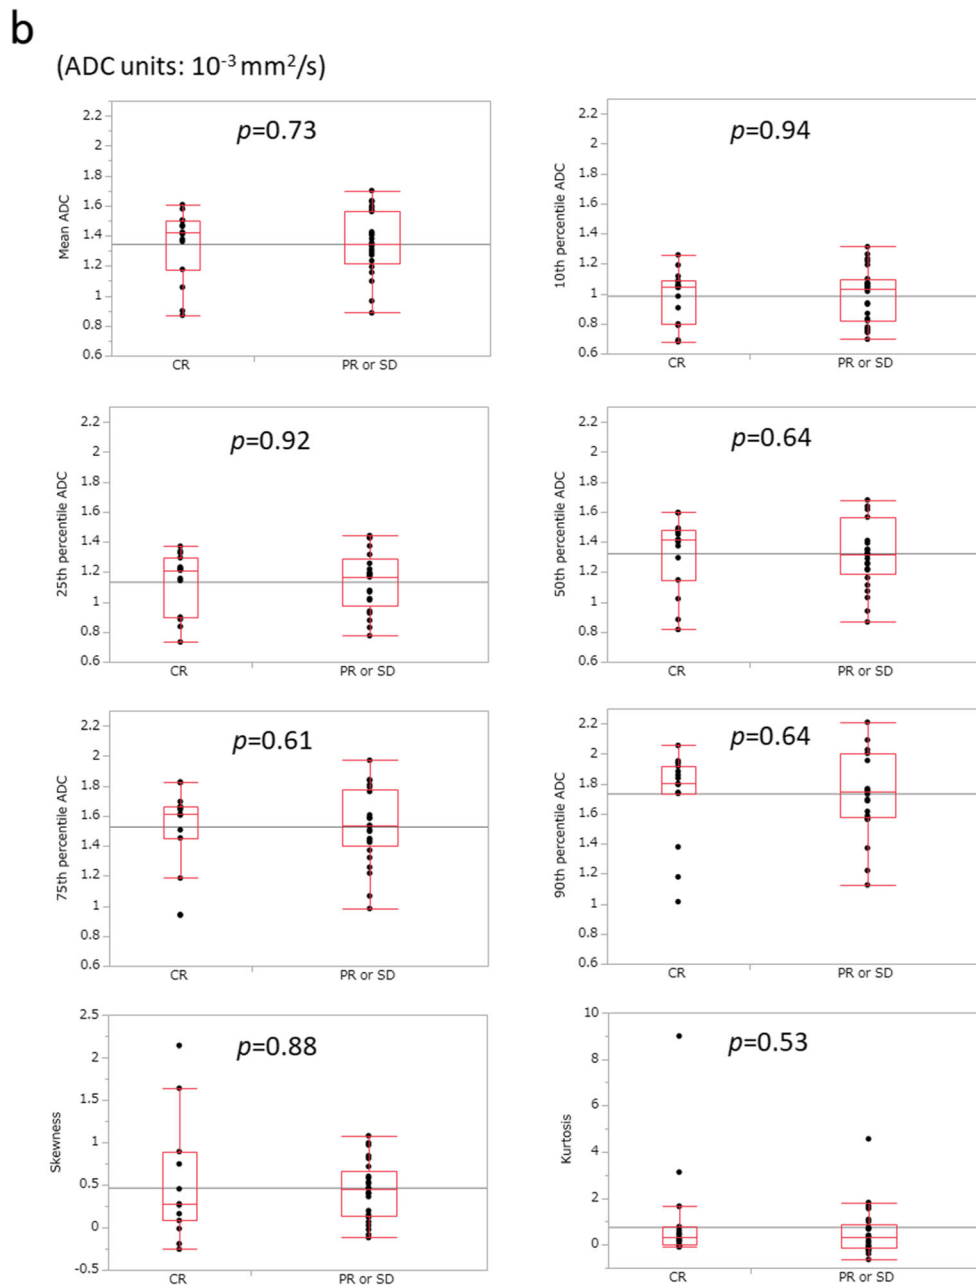 b
(ADC units: 10⁻³ mm²/s)
p=0.73
Mean ADC
2.2
2
1.8
1.6
1.4
1.2
1
0.8
0.6
CR
PR or SD
p=0.94
10th percentile ADC
2.2
2
1.8
1.6
1.4
1.2
1
0.8
0.6
CR
PR or SD
p=0.92
25th percentile ADC
2.2
2
1.8
1.6
1.4
1.2
1
0.8
0.6
CR
PR or SD
p=0.64
50th percentile ADC
2.2
2
1.8
1.6
1.4
1.2
1
0.8
0.6
CR
PR or SD
p=0.61
75th percentile ADC
2.2
2
1.8
1.6
1.4
1.2
1
0.8
0.6
CR
PR or SD
p=0.64
90th percentile ADC
2.2
2
1.8
1.6
1.4
1.2
1
0.8
0.6
CR
PR or SD
p=0.88
Skewness
2.5
2
1.5
1
0.5
0
-0.5
CR
PR or SD
p=0.53
Kurtosis
10
8
6
4
2
0
CR
PR or SD